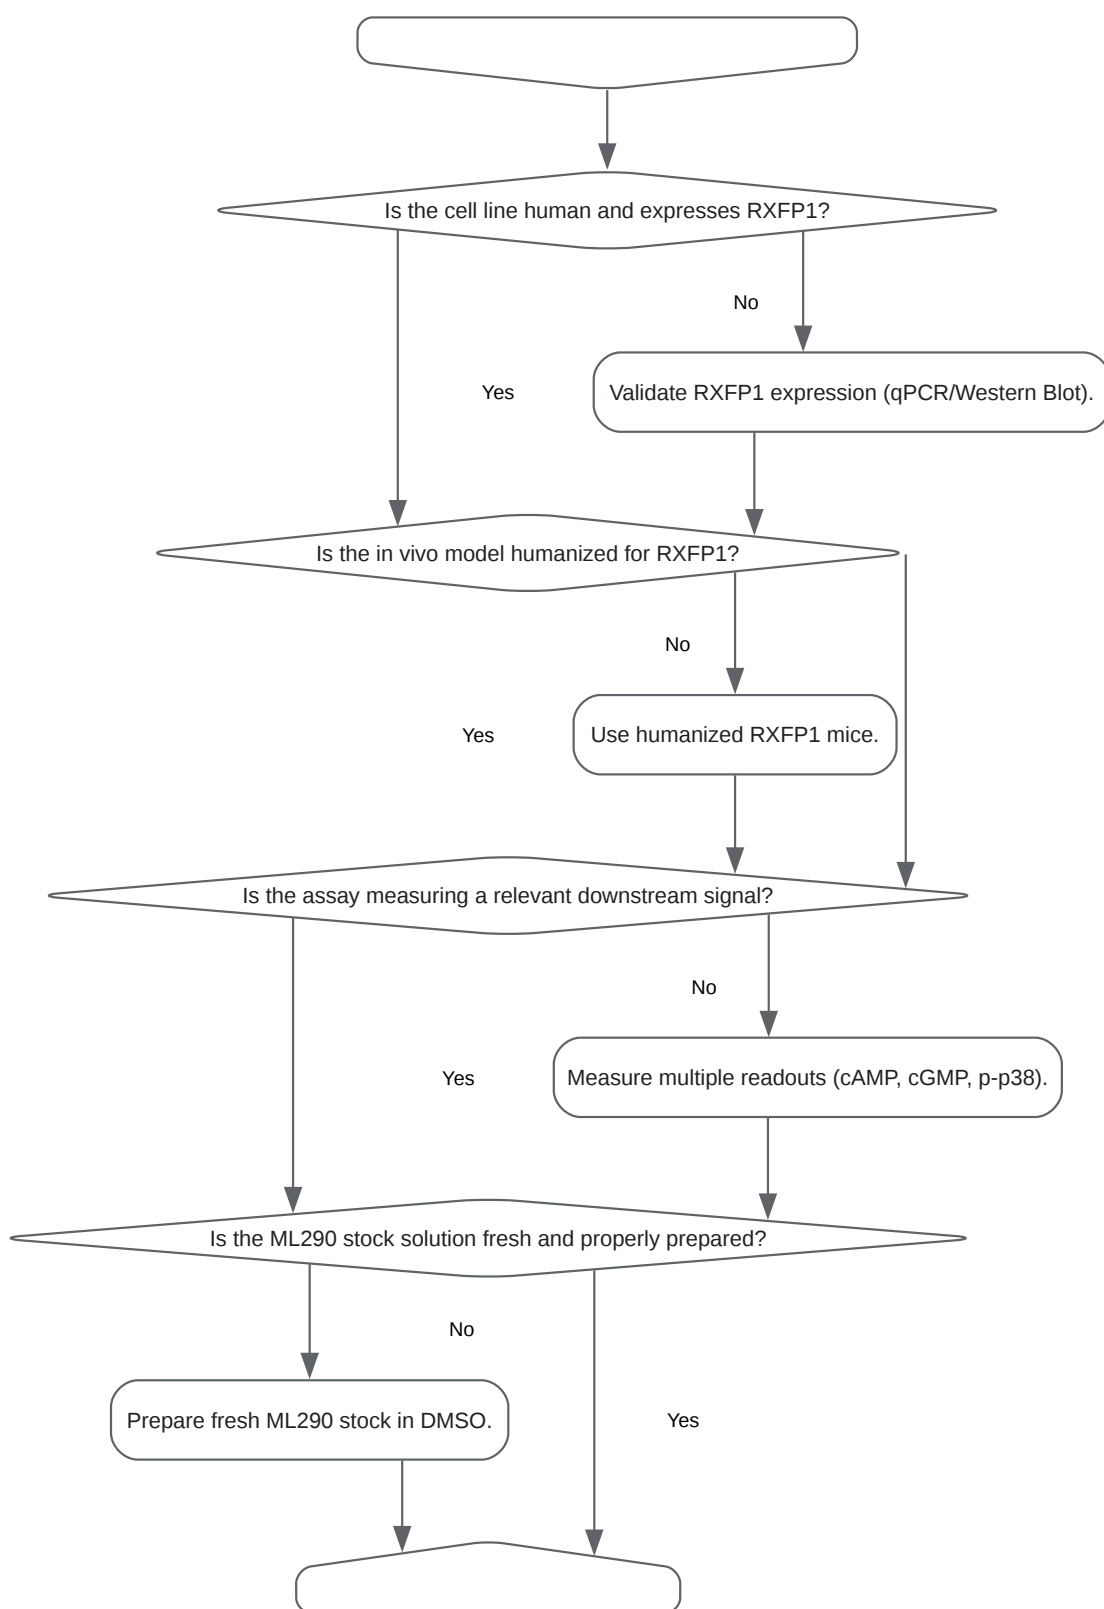 Is the cell line human and expresses RXFP1?
No
Yes
Validate RXFP1 expression (qPCR/Western Blot).
Is the in vivo model humanized for RXFP1?
No
Yes
Use humanized RXFP1 mice.
Is the assay measuring a relevant downstream signal?
No
Yes
Measure multiple readouts (cAMP, cGMP, p-p38).
Is the ML290 stock solution fresh and properly prepared?
No
Prepare fresh ML290 stock in DMSO.
Yes